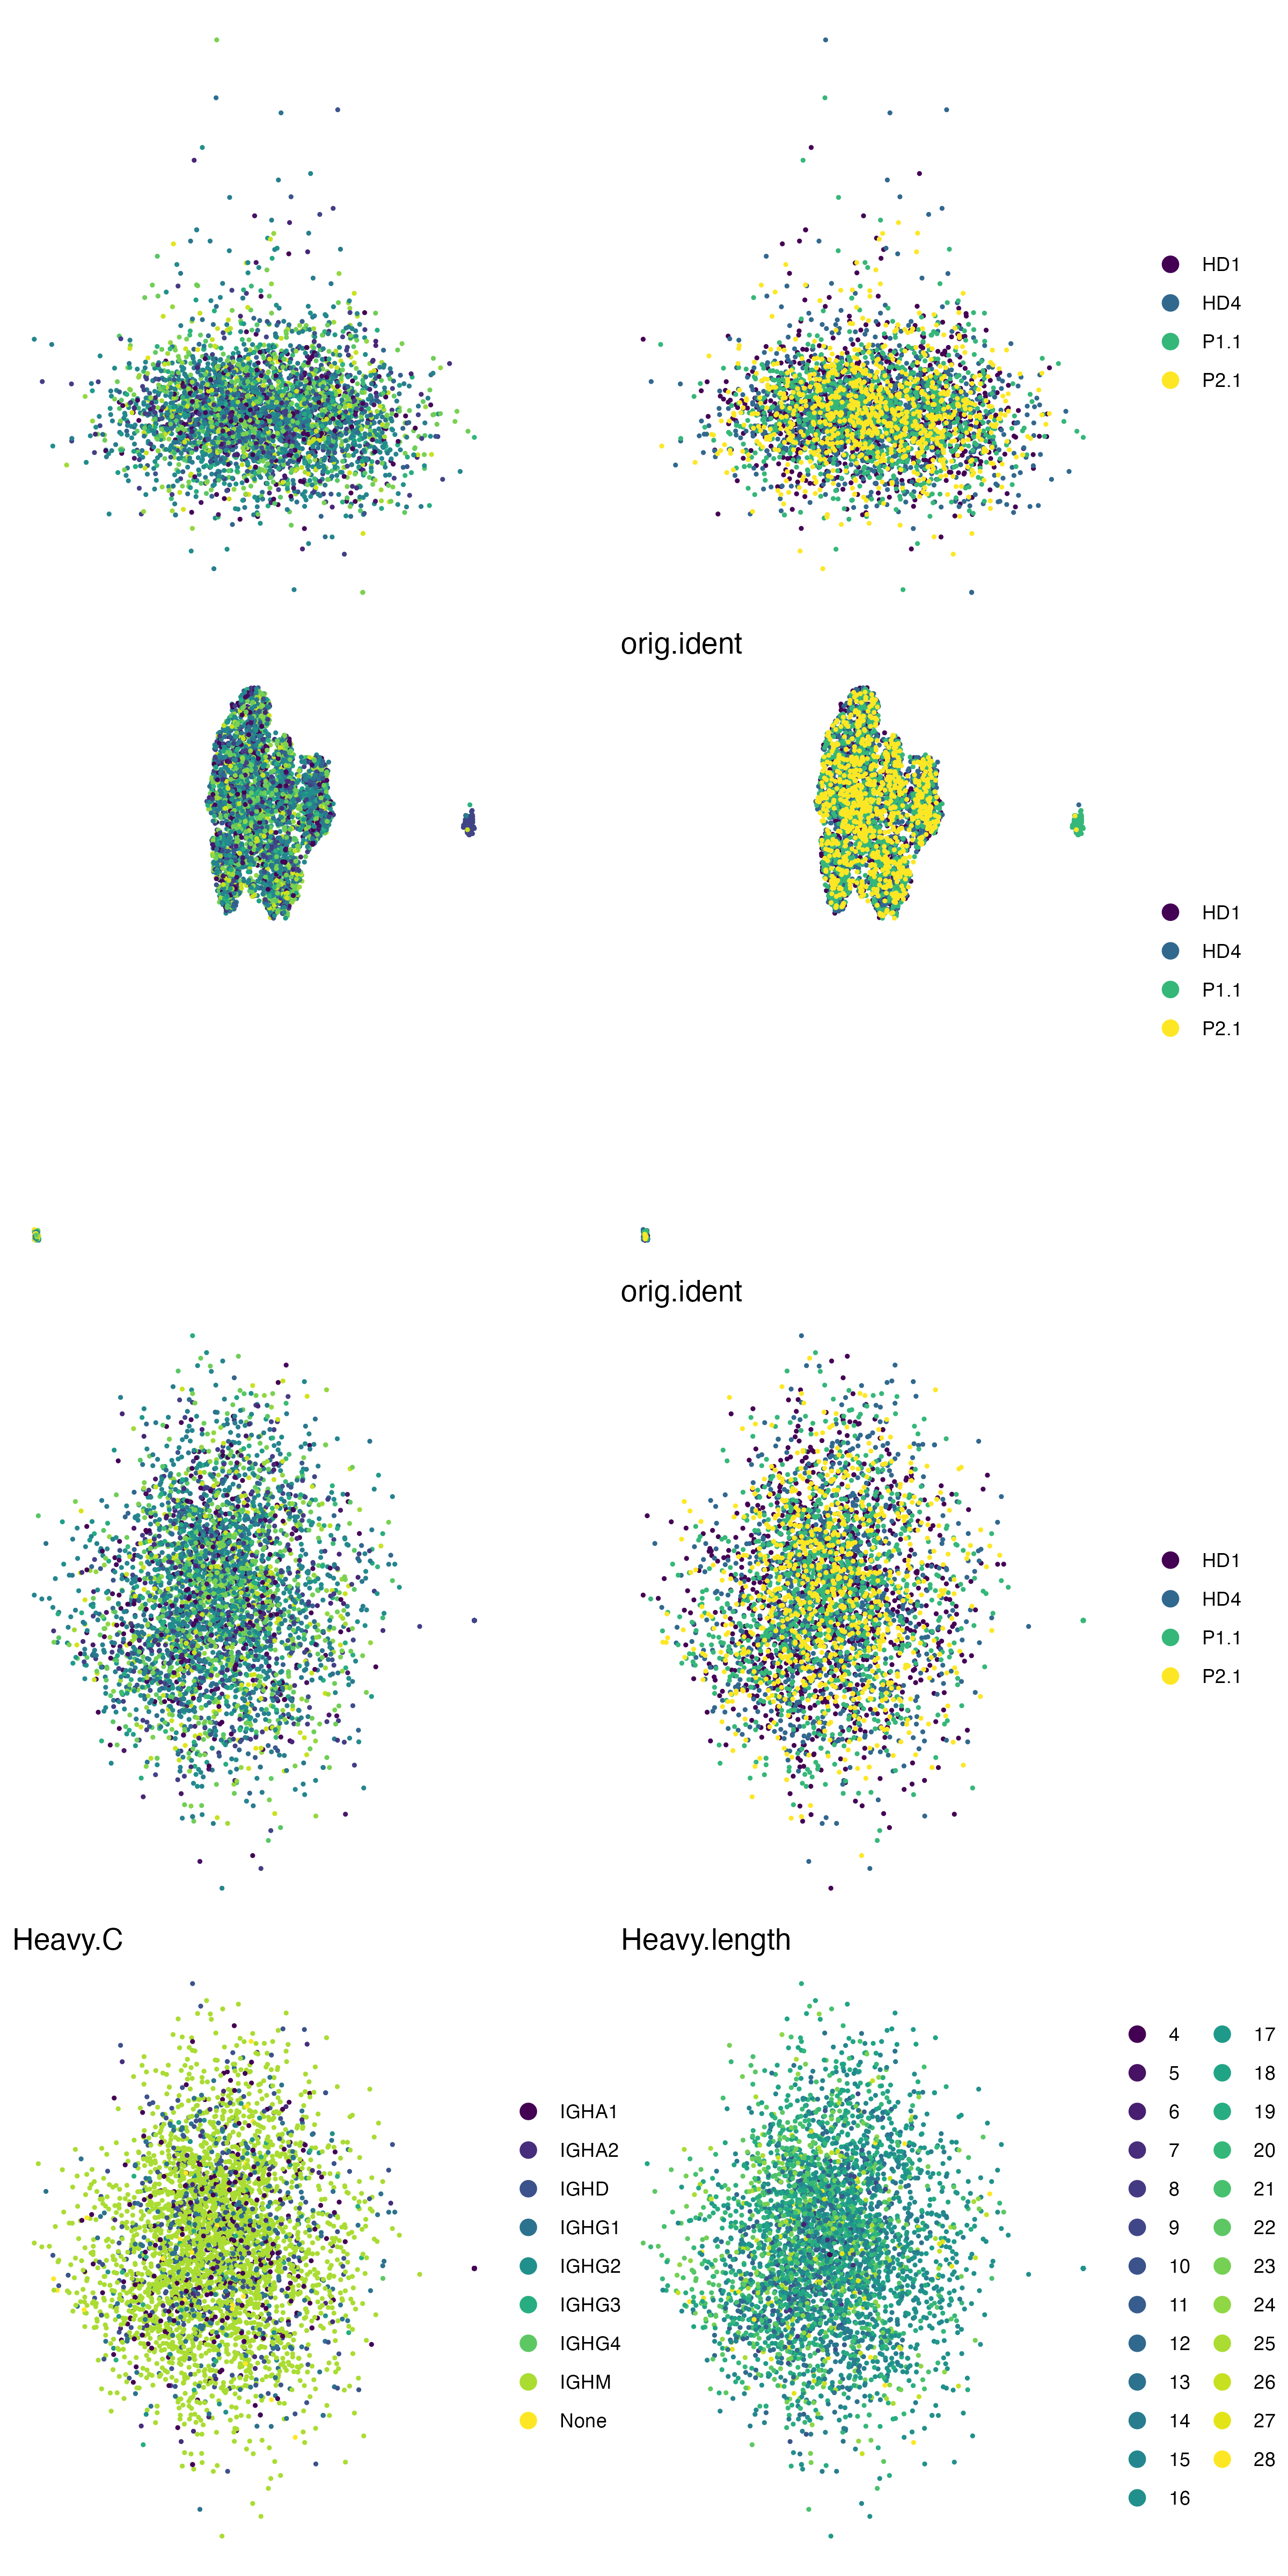 HD1
HD4
P1.1
P2.1
orig.ident
HD1
HD4
P1.1
P2.1
orig.ident
HD1
HD4
P1.1
P2.1
Heavy.C
Heavy.length
IGHA1
IGHA2
IGHD
IGHG1
IGHG2
IGHG3
IGHG4
IGHM
None
4 17
5 18
6 19
7 20
8 21
9 22
10 23
11 24
12 25
13 26
14 27
15 28
16